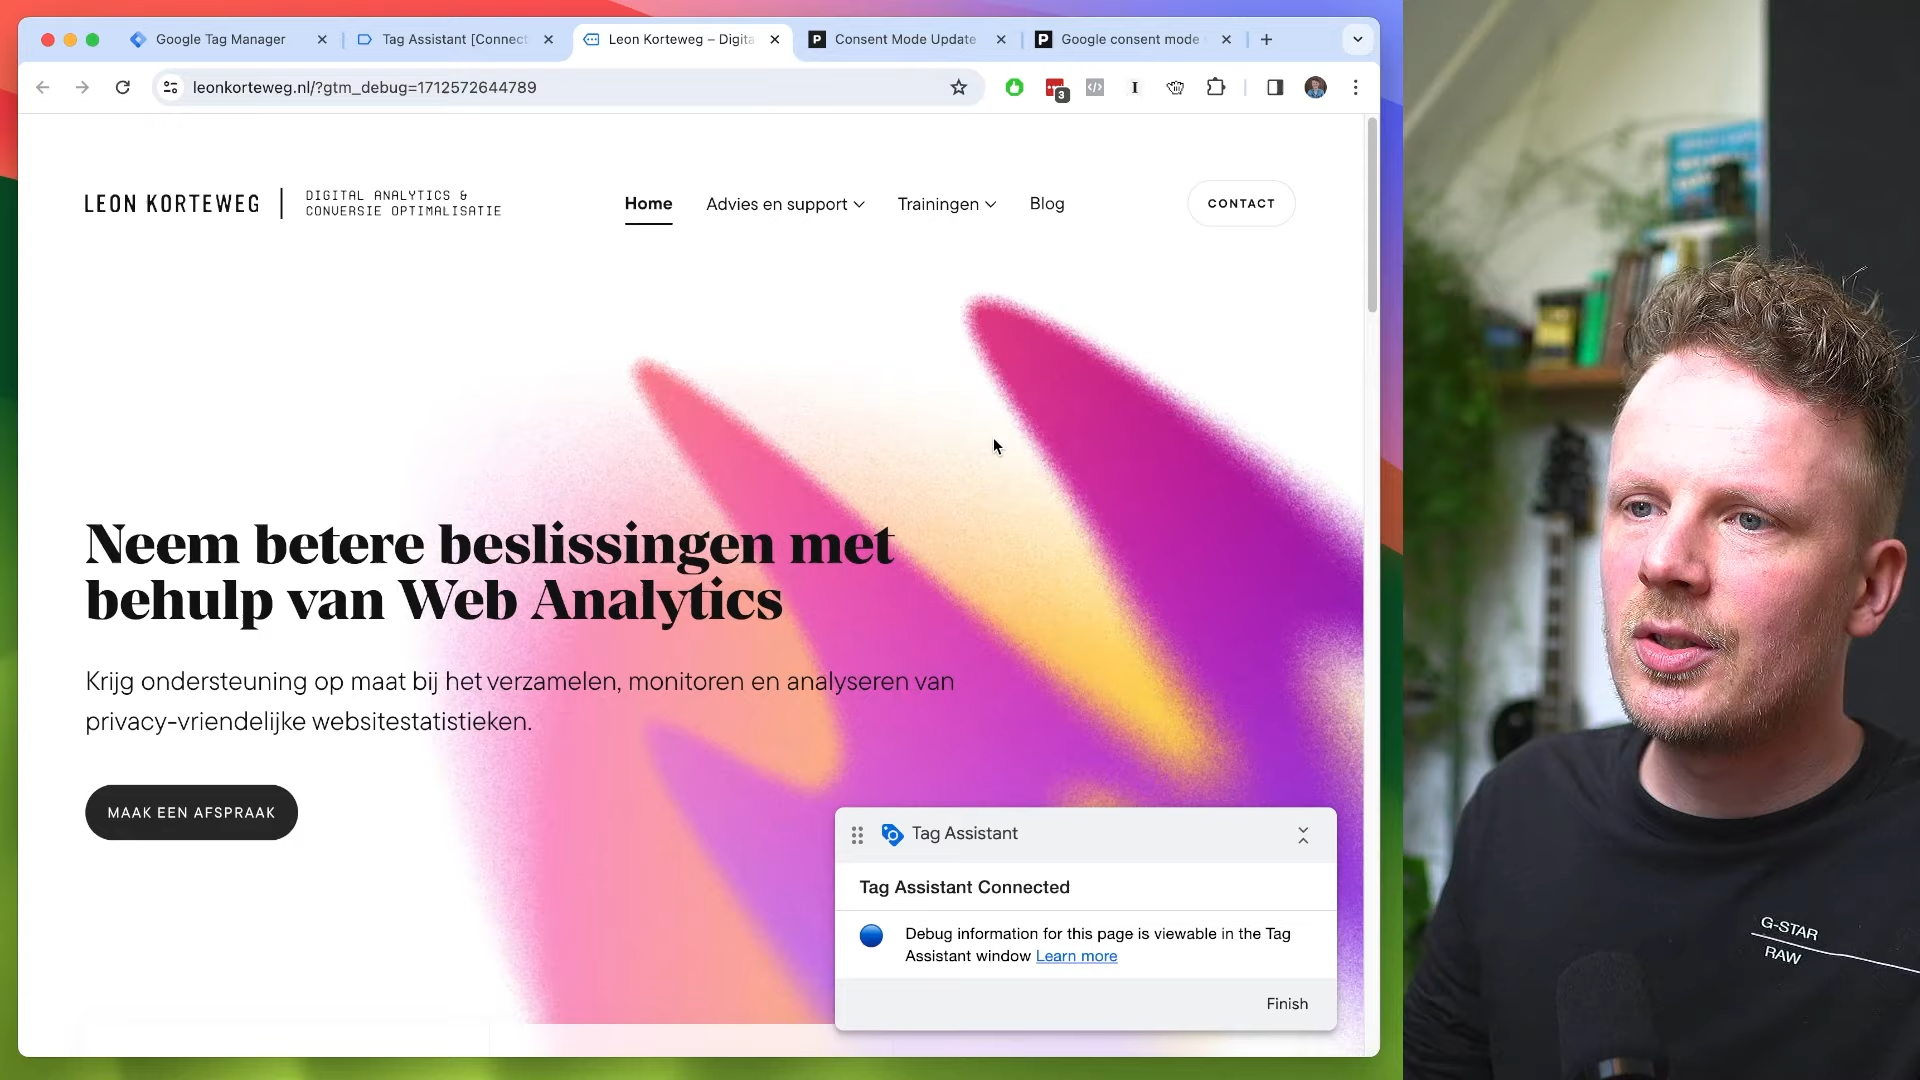 Google Tag Manager
Tag Assistant [Connect
Leon Korteweg – Digita
Consent Mode Update
Google consent mode
leonkorteweg.nl/?gtm_debug=1712572644789
3
LEON KORTEWEG
DIGITAL ANALYTICS &
CONVERSIE OPTIMALISATIE
Home
Advies en support
Trainingen
Blog
CONTACT
Neem betere beslissingen met
behulp van Web Analytics
Krijg ondersteuning op maat bij het verzamelen, monitoren en analyseren van
privacy-vriendelijke websitestatistieken.
MAAK EEN AFSPRAAK
Tag Assistant
Tag Assistant Connected
Debug information for this page is viewable in the Tag
Assistant window Learn more
Finish
G-STAR
RAW